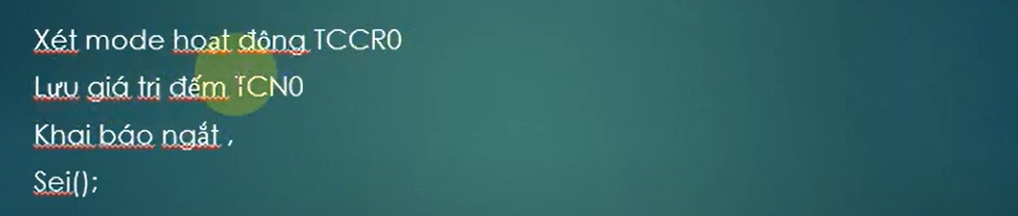 Xét mode hoạt động TCCR0
Lưu giá trị đếm TCN0
Khai báo ngắt ,
Sei();